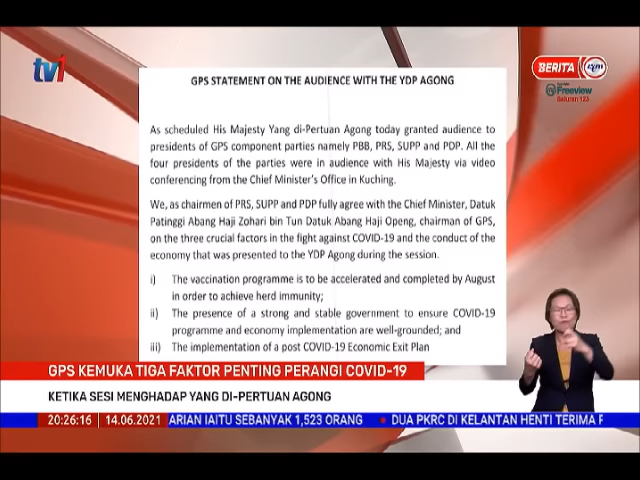 tv1
BERITA rtm
Freeview
Saluran 123
GPS STATEMENT ON THE AUDIENCE WITH THE YDP AGONG
As scheduled His Majesty Yang di-Pertuan Agong today granted audience to
presidents of GPS component parties namely PBB, PRS, SUPP and PDP. All the
four presidents of the parties were in audience with His Majesty via video
conferencing from the Chief Minister's Office in Kuching.
We, as chairmen of PRS, SUPP and PDP fully agree with the Chief Minister, Datuk
Patinggi Abang Haji Zohari bin Tun Datuk Abang Haji Openg, chairman of GPS,
on the three crucial factors in the fight against COVID-19 and the conduct of the
economy that was presented to the YDP Agong during the session.
i) The vaccination programme is to be accelerated and completed by August
in order to achieve herd immunity;
ii) The presence of a strong and stable government to ensure COVID-19
programme and economy implementation are well-grounded; and
iii) The implementation of a post COVID-19 Economic Exit Plan
GPS KEMUKA TIGA FAKTOR PENTING PERANGI COVID-19
KETIKA SESI MENGHADAP YANG DI-PERTUAN AGONG
20:26:16 14.06.2021 ARIAN IAITU SEBANYAK 1,523 ORANG • DUA PKRC DI KELANTAN HENTI TERIMA